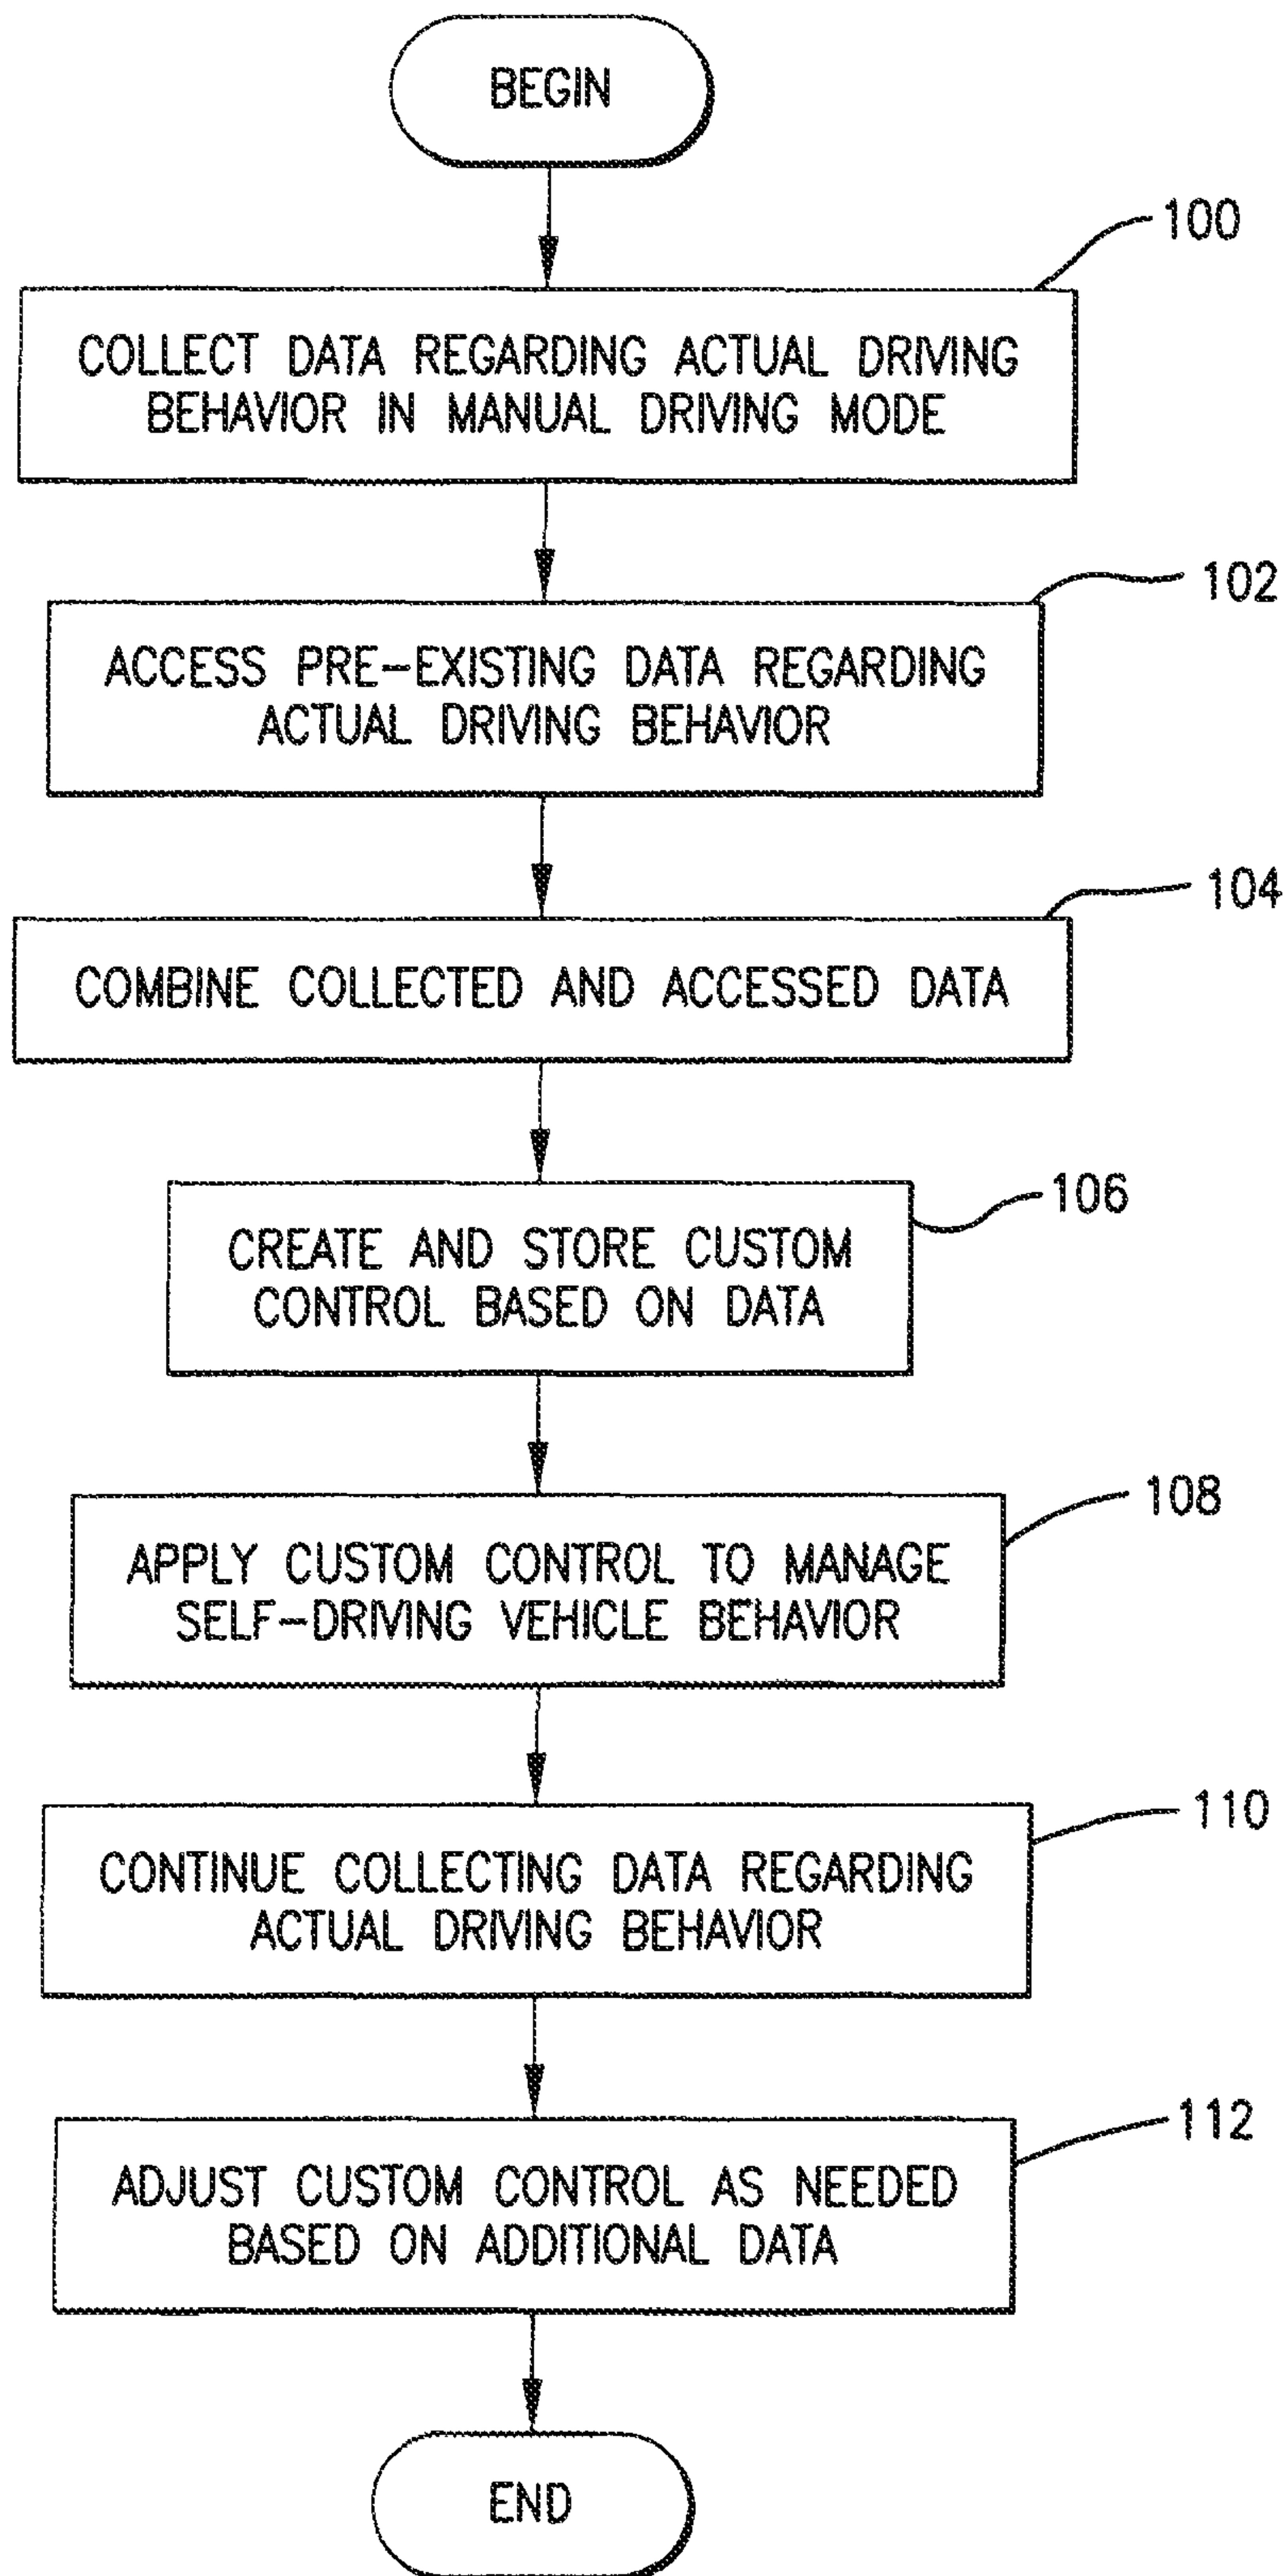 BEGIN
100
COLLECT DATA REGARDING ACTUAL DRIVING
BEHAVIOR IN MANUAL DRIVING MODE
102
ACCESS PRE-EXISTING DATA REGARDING
ACTUAL DRIVING BEHAVIOR
104
COMBINE COLLECTED AND ACCESSED DATA
106
CREATE AND STORE CUSTOM
CONTROL BASED ON DATA
108
APPLY CUSTOM CONTROL TO MANAGE
SELF-DRIVING VEHICLE BEHAVIOR
110
CONTINUE COLLECTING DATA REGARDING
ACTUAL DRIVING BEHAVIOR
112
ADJUST CUSTOM CONTROL AS NEEDED
BASED ON ADDITIONAL DATA
END